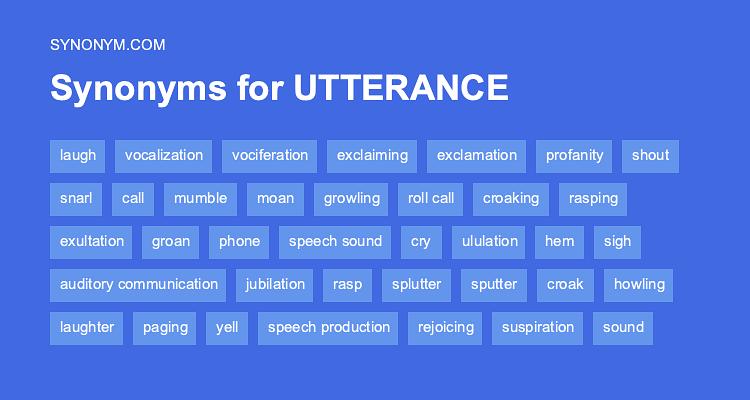 SYNONYM.COM
Synonyms for UTTERANCE
laugh vocalization vociferation exclaiming exclamation profanity shout
snarl call mumble moan growling roll call croaking rasping
exultation groan phone speech sound cry ululation hem sigh
auditory communication jubilation rasp splutter sputter croak howling
laughter paging yell speech production rejoicing suspiration sound